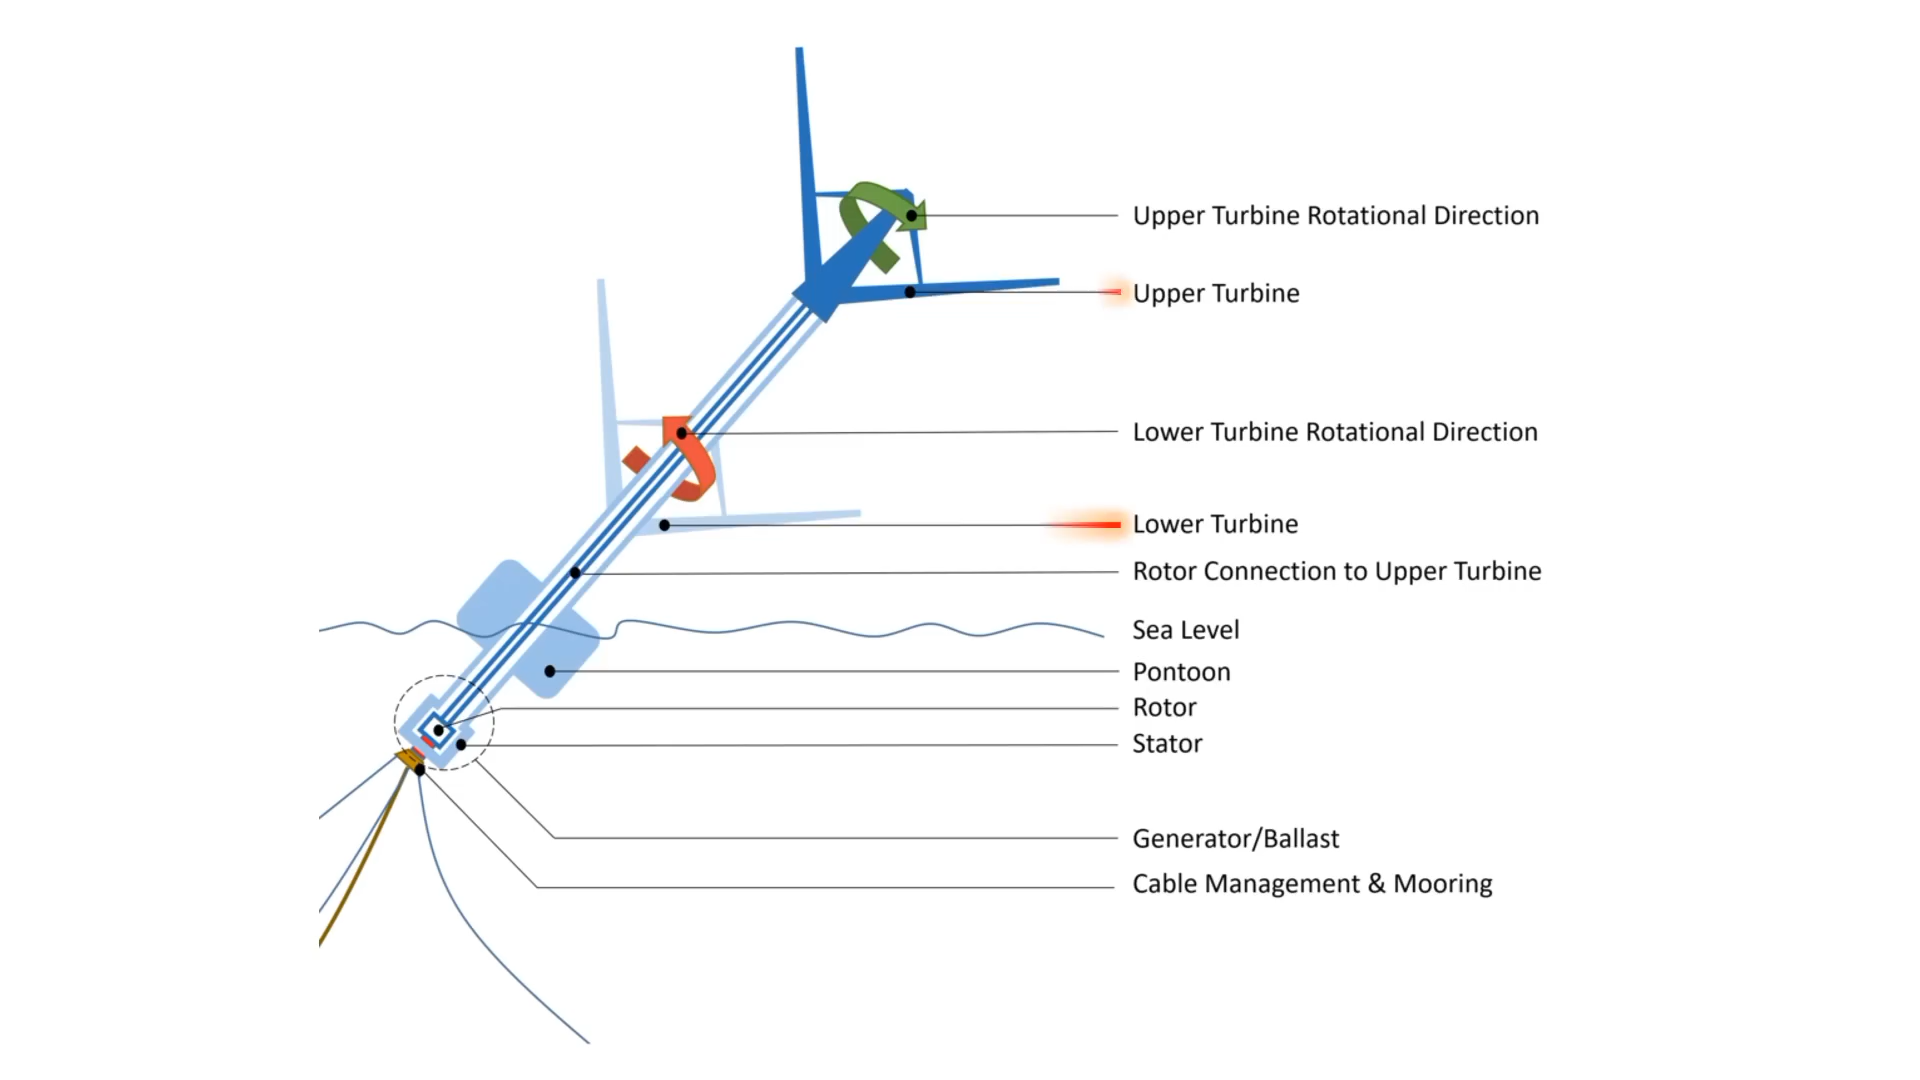 Upper Turbine Rotational Direction
Upper Turbine
Lower Turbine Rotational Direction
Lower Turbine
Rotor Connection to Upper Turbine
Sea Level
Pontoon
Rotor
Stator
Generator/Ballast
Cable Management & Mooring